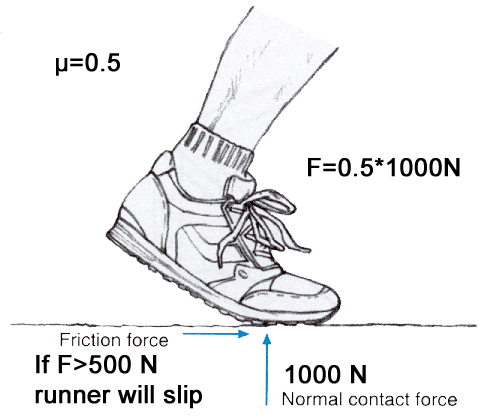 μ=0.5
F=0.5*1000N
Friction force
If F>500 N
runner will slip
1000 N
Normal contact force